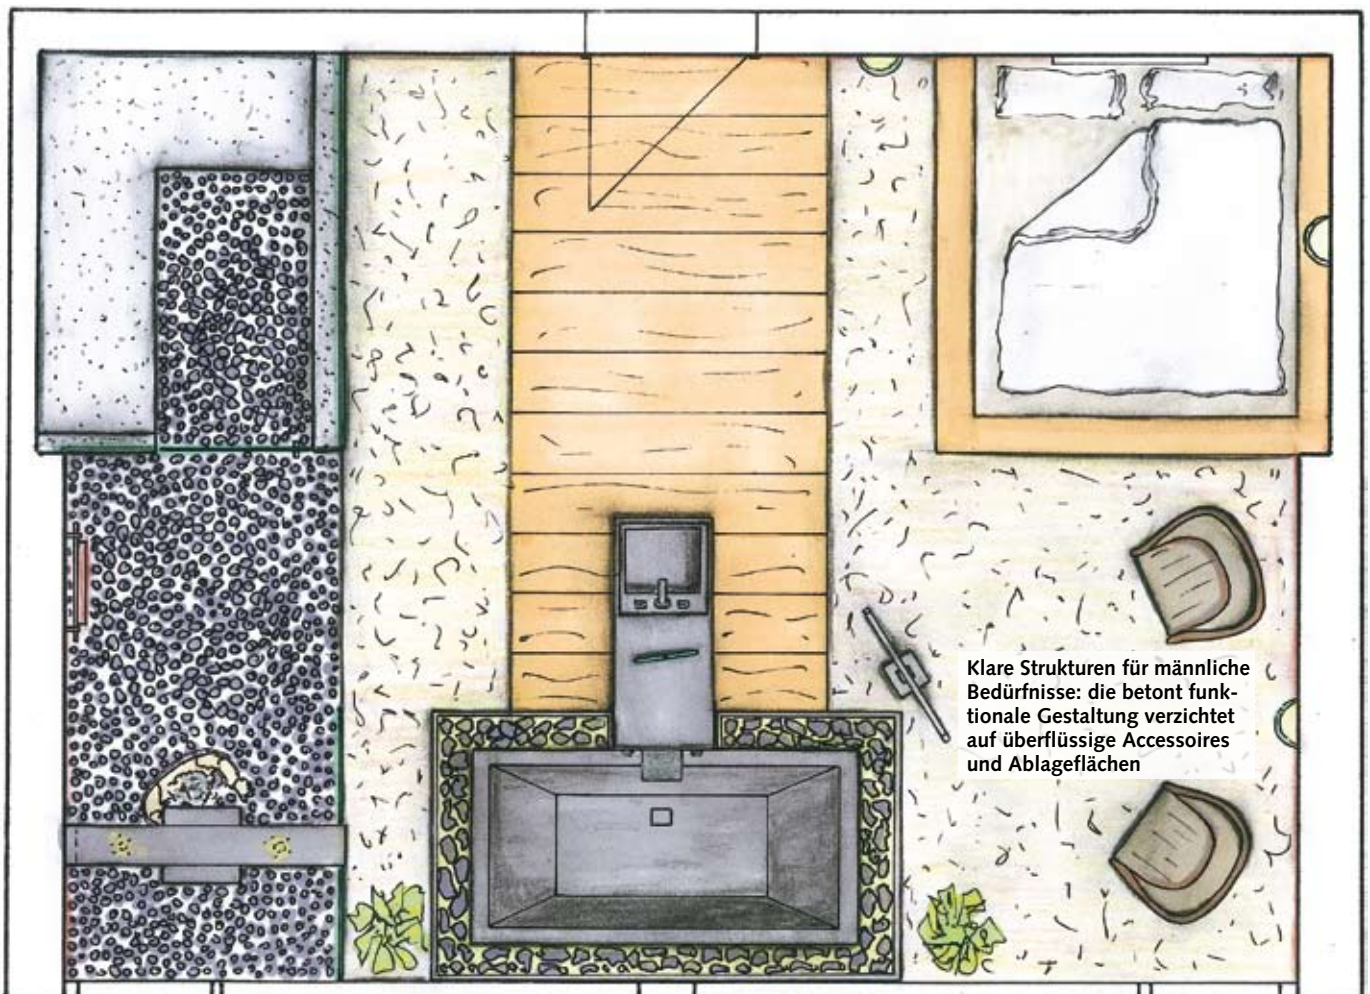 Klare Strukturen für männliche
Bedürfnisse: die betont funk-
tionale Gestaltung verzichtet
auf überflüssige Accessoires
und Ablageflächen